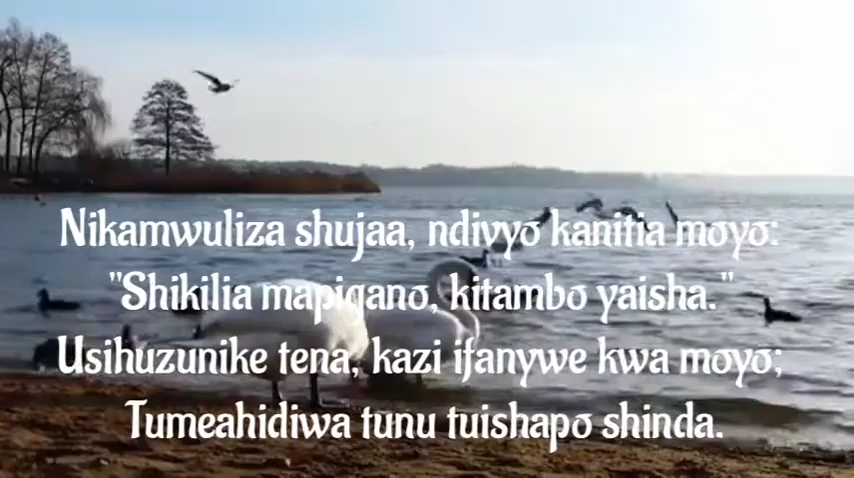 Nikamwuliza shujaa, ndivyo kanitia moyo:
"Shikilia mapigano, kitambo yaisha."
Usihuzunike tena, kazi ifanywe kwa moyo;
Tumeahidiwa tunu tuishapo shinda.